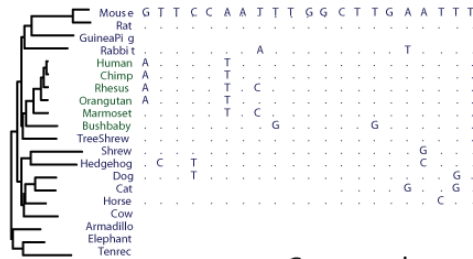 Mouse G T T C C A A T T T G G C T T G A A T T T
Rat . . . . . . . . . . . . . . . . . . . . .
GuineaPig
Rabbit . . . . . . . A . . . . . . . . T . . . .
Human A . . . . T . . . . . . . . . . . . . . .
Chimp A . . . . T . . . . . . . . . . . . . . .
Rhesus A . . . . T . C . . . . . . . . . . . . .
Orangutan A . . . . T . . . . . . . . . . . . . . .
Marmoset . . . . . T . C . . . . . . . . . . . . .
Bushbaby . . . . . . . . G . . . . . G . . . . . .
TreeShrew . . . . . . . . . . . . . . . . . . . . .
Shrew . . . . . . . . . . . . . . . . . G . . .
Hedgehog . C . T . . . . . . . . . . . . . C . . .
Dog . . . T . . . . . . . . . . . . . . . G .
Cat . . . . . . . . . G . . G .
Horse . . . . . . . . . . . . . . . . . . C . .
Cow
Armadillo
Elephant
Tenrec